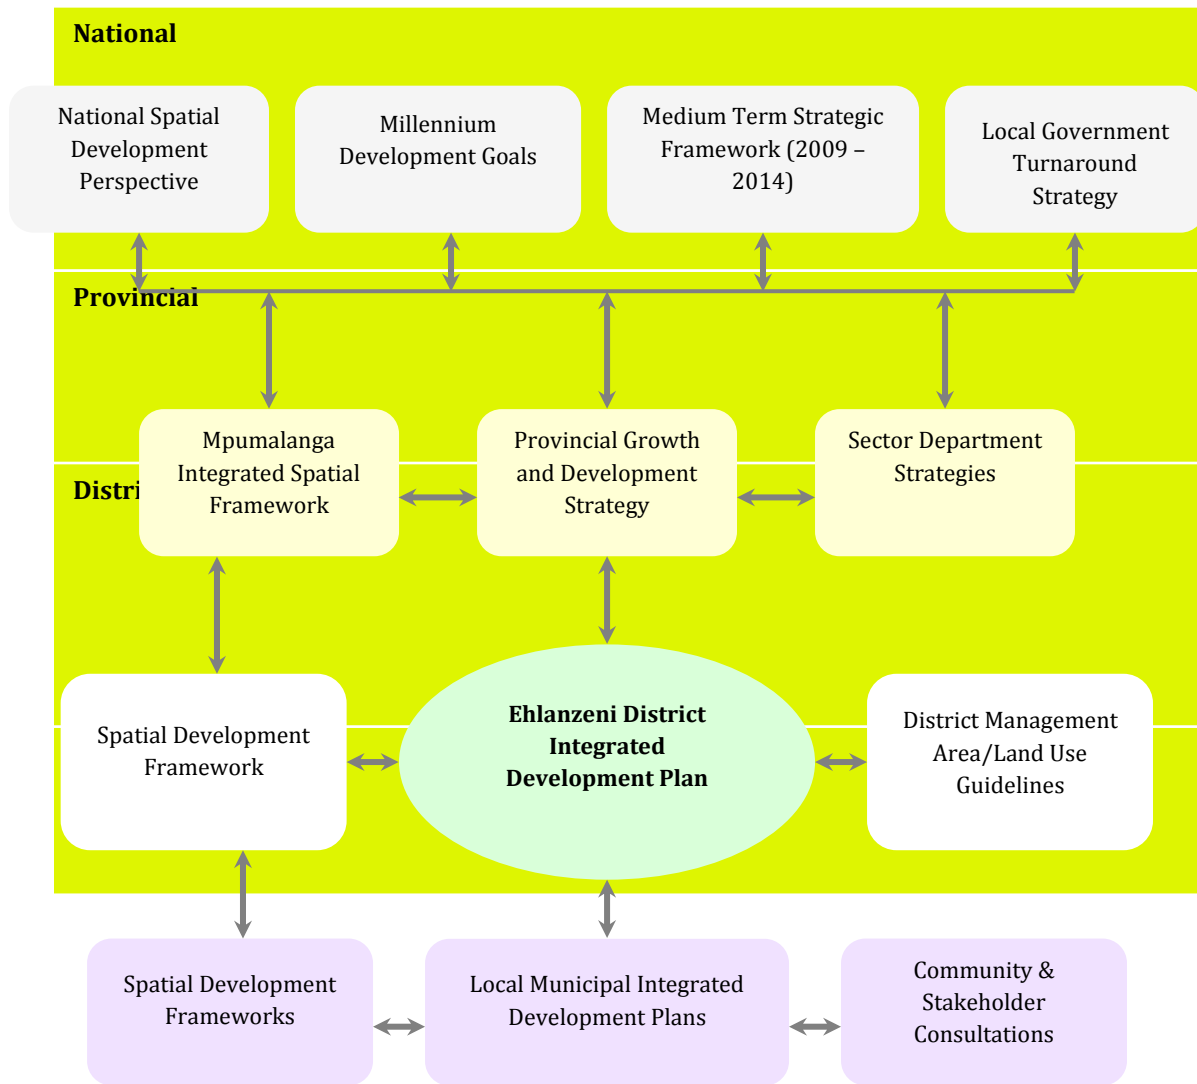 National
National Spatial
Development
Perspective
Millennium
Development Goals
Medium Term Strategic
Framework (2009 –
2014)
Local Government
Turnaround
Strategy
Provincial
Mpumalanga
Integrated Spatial
Framework
Provincial Growth
and Development
Strategy
Sector Department
Strategies
Distri
Spatial Development
Framework
Ehlanzeni District
Integrated
Development Plan
District Management
Area/Land Use
Guidelines
Spatial Development
Frameworks
Local Municipal Integrated
Development Plans
Community &
Stakeholder
Consultations